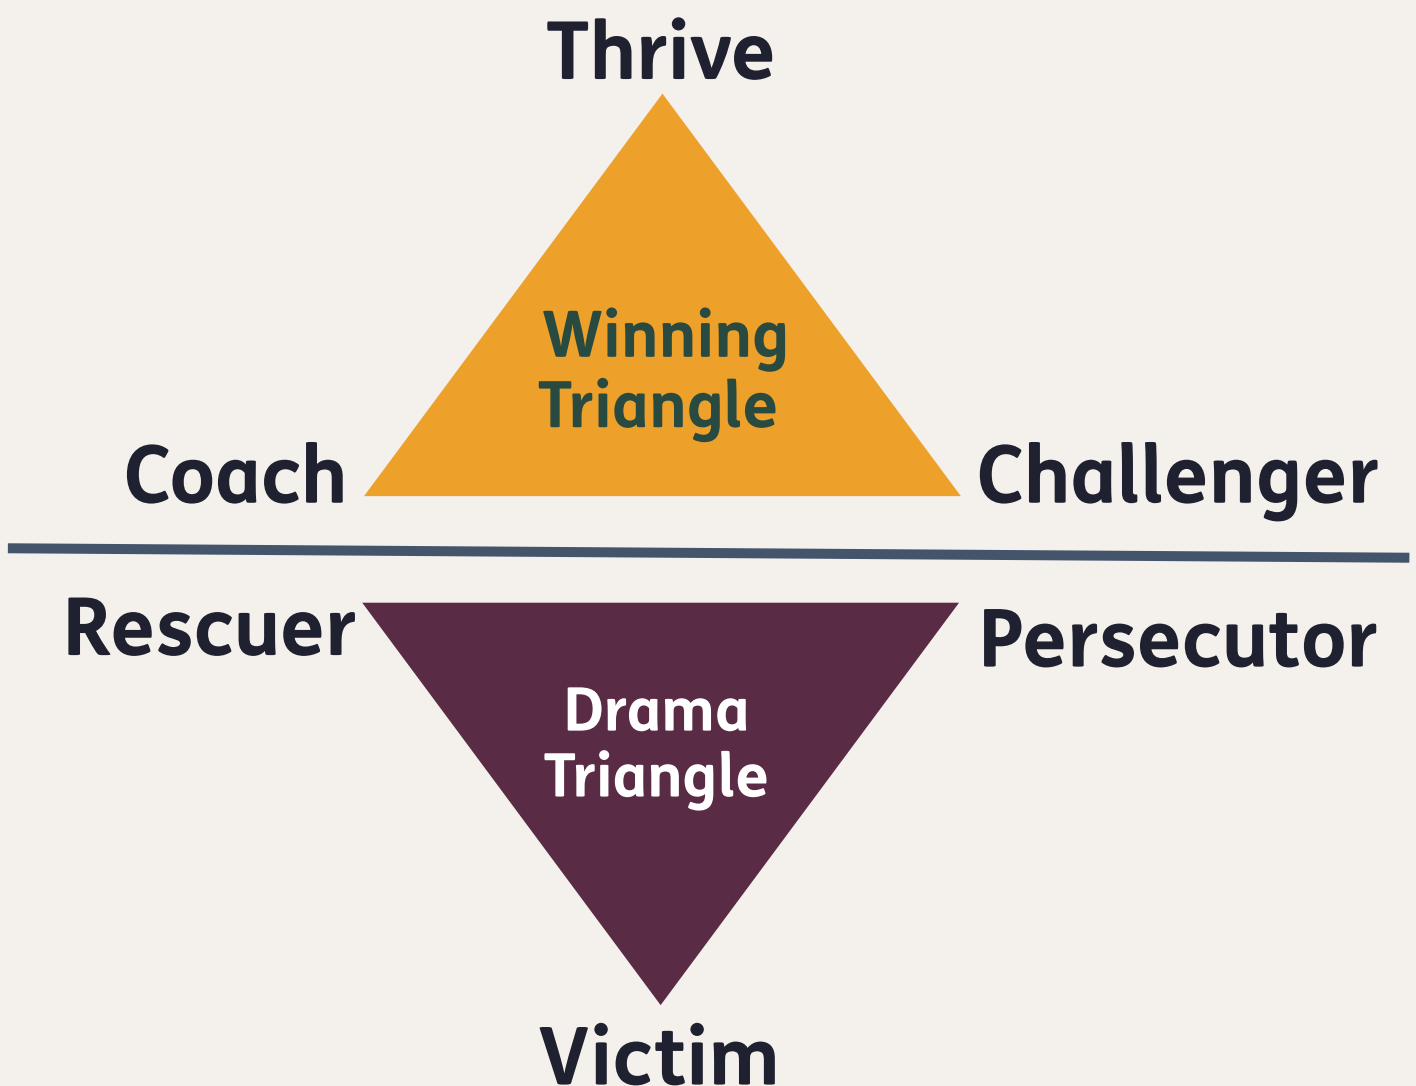 Thrive
Winning
Triangle
Coach
Challenger
Rescuer
Persecutor
Drama
Triangle
Victim